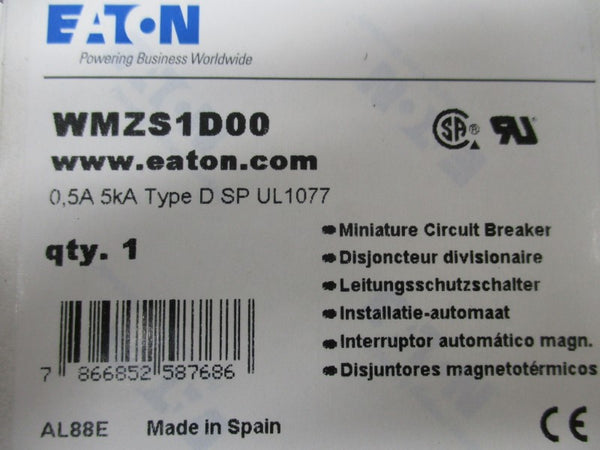 EATON
Powering Business Worldwide
WMZS1D00
www.eaton.com
0,5A 5kA Type D SP UL1077
qty. 1
Miniature Circuit Breaker
Disjoncteur divisionaire
Leitungsschutzschalter
Installatie-automaat
Interruptor automático magn.
Disjuntores magnetotérmicos
7 866852 587686
AL88E Made in Spain
CE